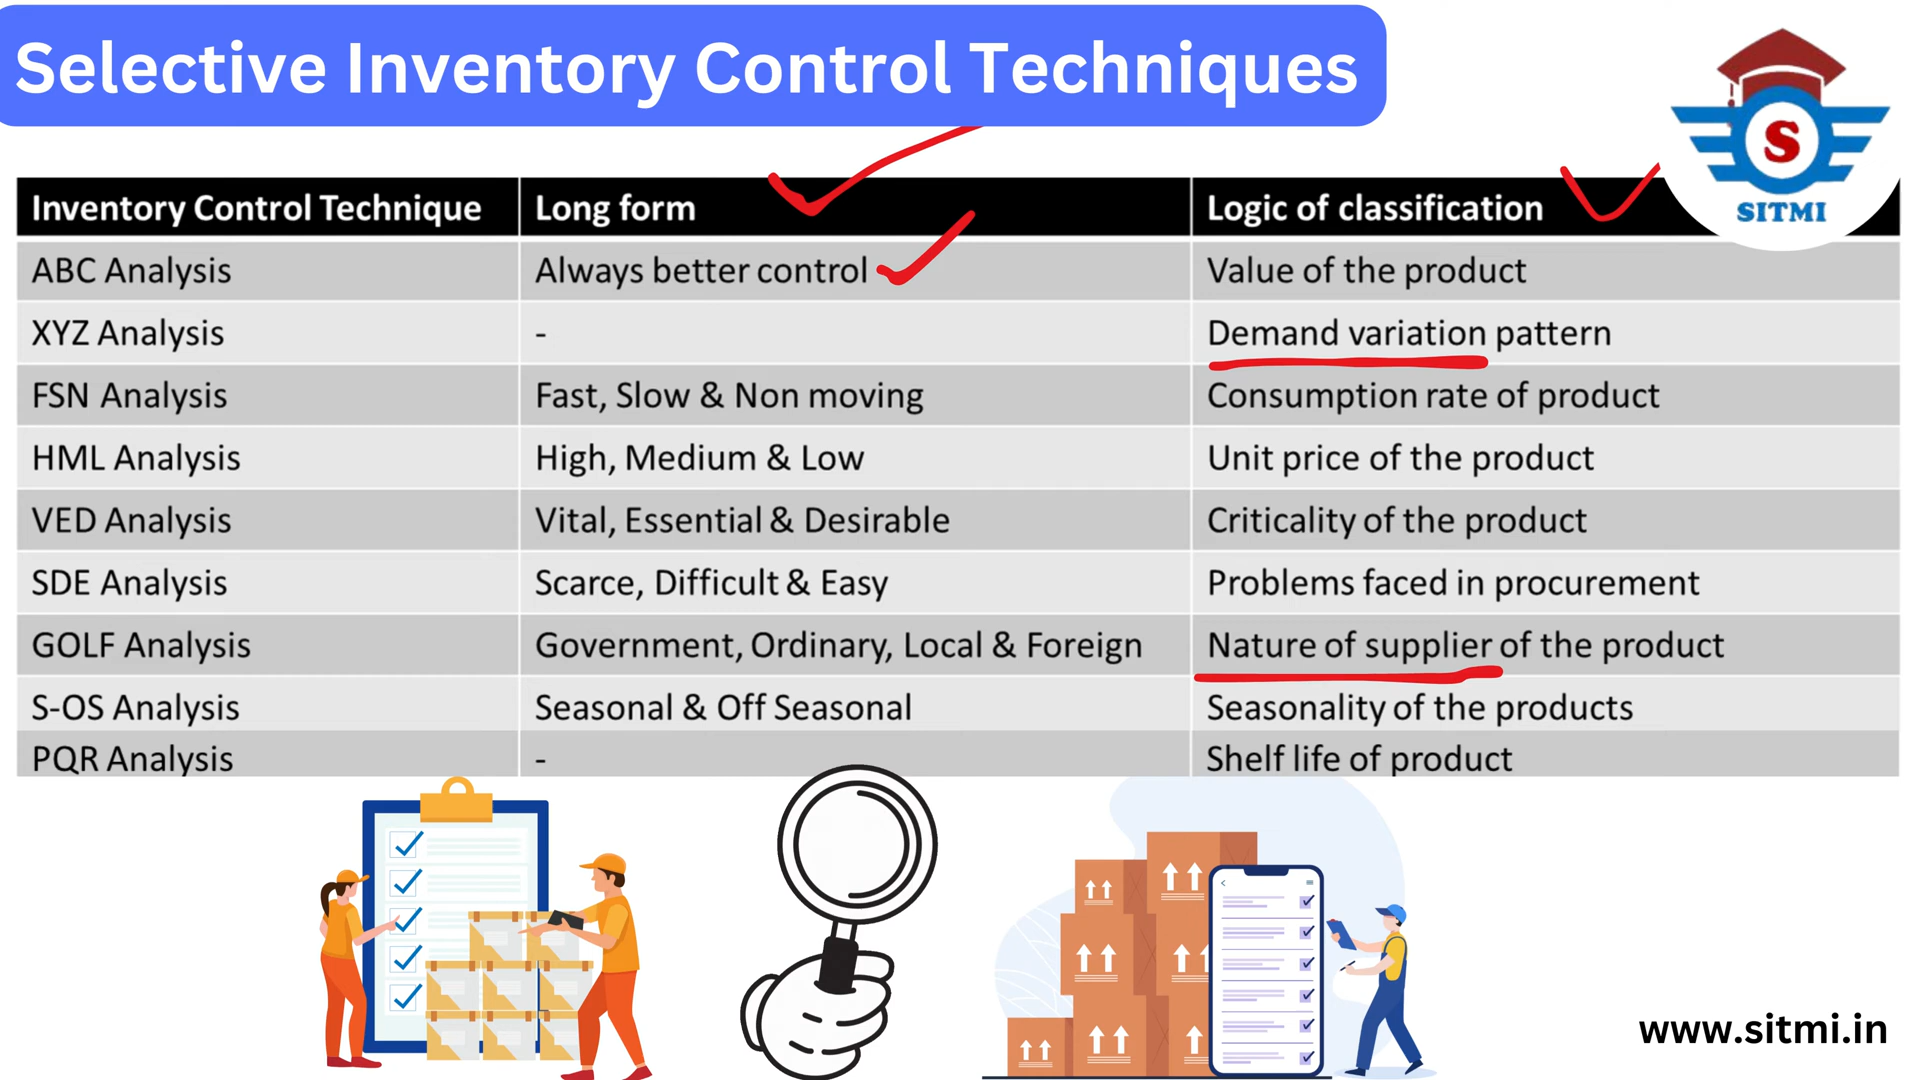 Selective Inventory Control Techniques
S
SITMI
Inventory Control Technique Long form Logic of classification
ABC Analysis Always better control Value of the product
XYZ Analysis - Demand variation pattern
FSN Analysis Fast, Slow & Non moving Consumption rate of product
HML Analysis High, Medium & Low Unit price of the product
VED Analysis Vital, Essential & Desirable Criticality of the product
SDE Analysis Scarce, Difficult & Easy Problems faced in procurement
GOLF Analysis Government, Ordinary, Local & Foreign Nature of supplier of the product
S-OS Analysis Seasonal & Off Seasonal Seasonality of the products
PQR Analysis - Shelf life of product
www.sitmi.in